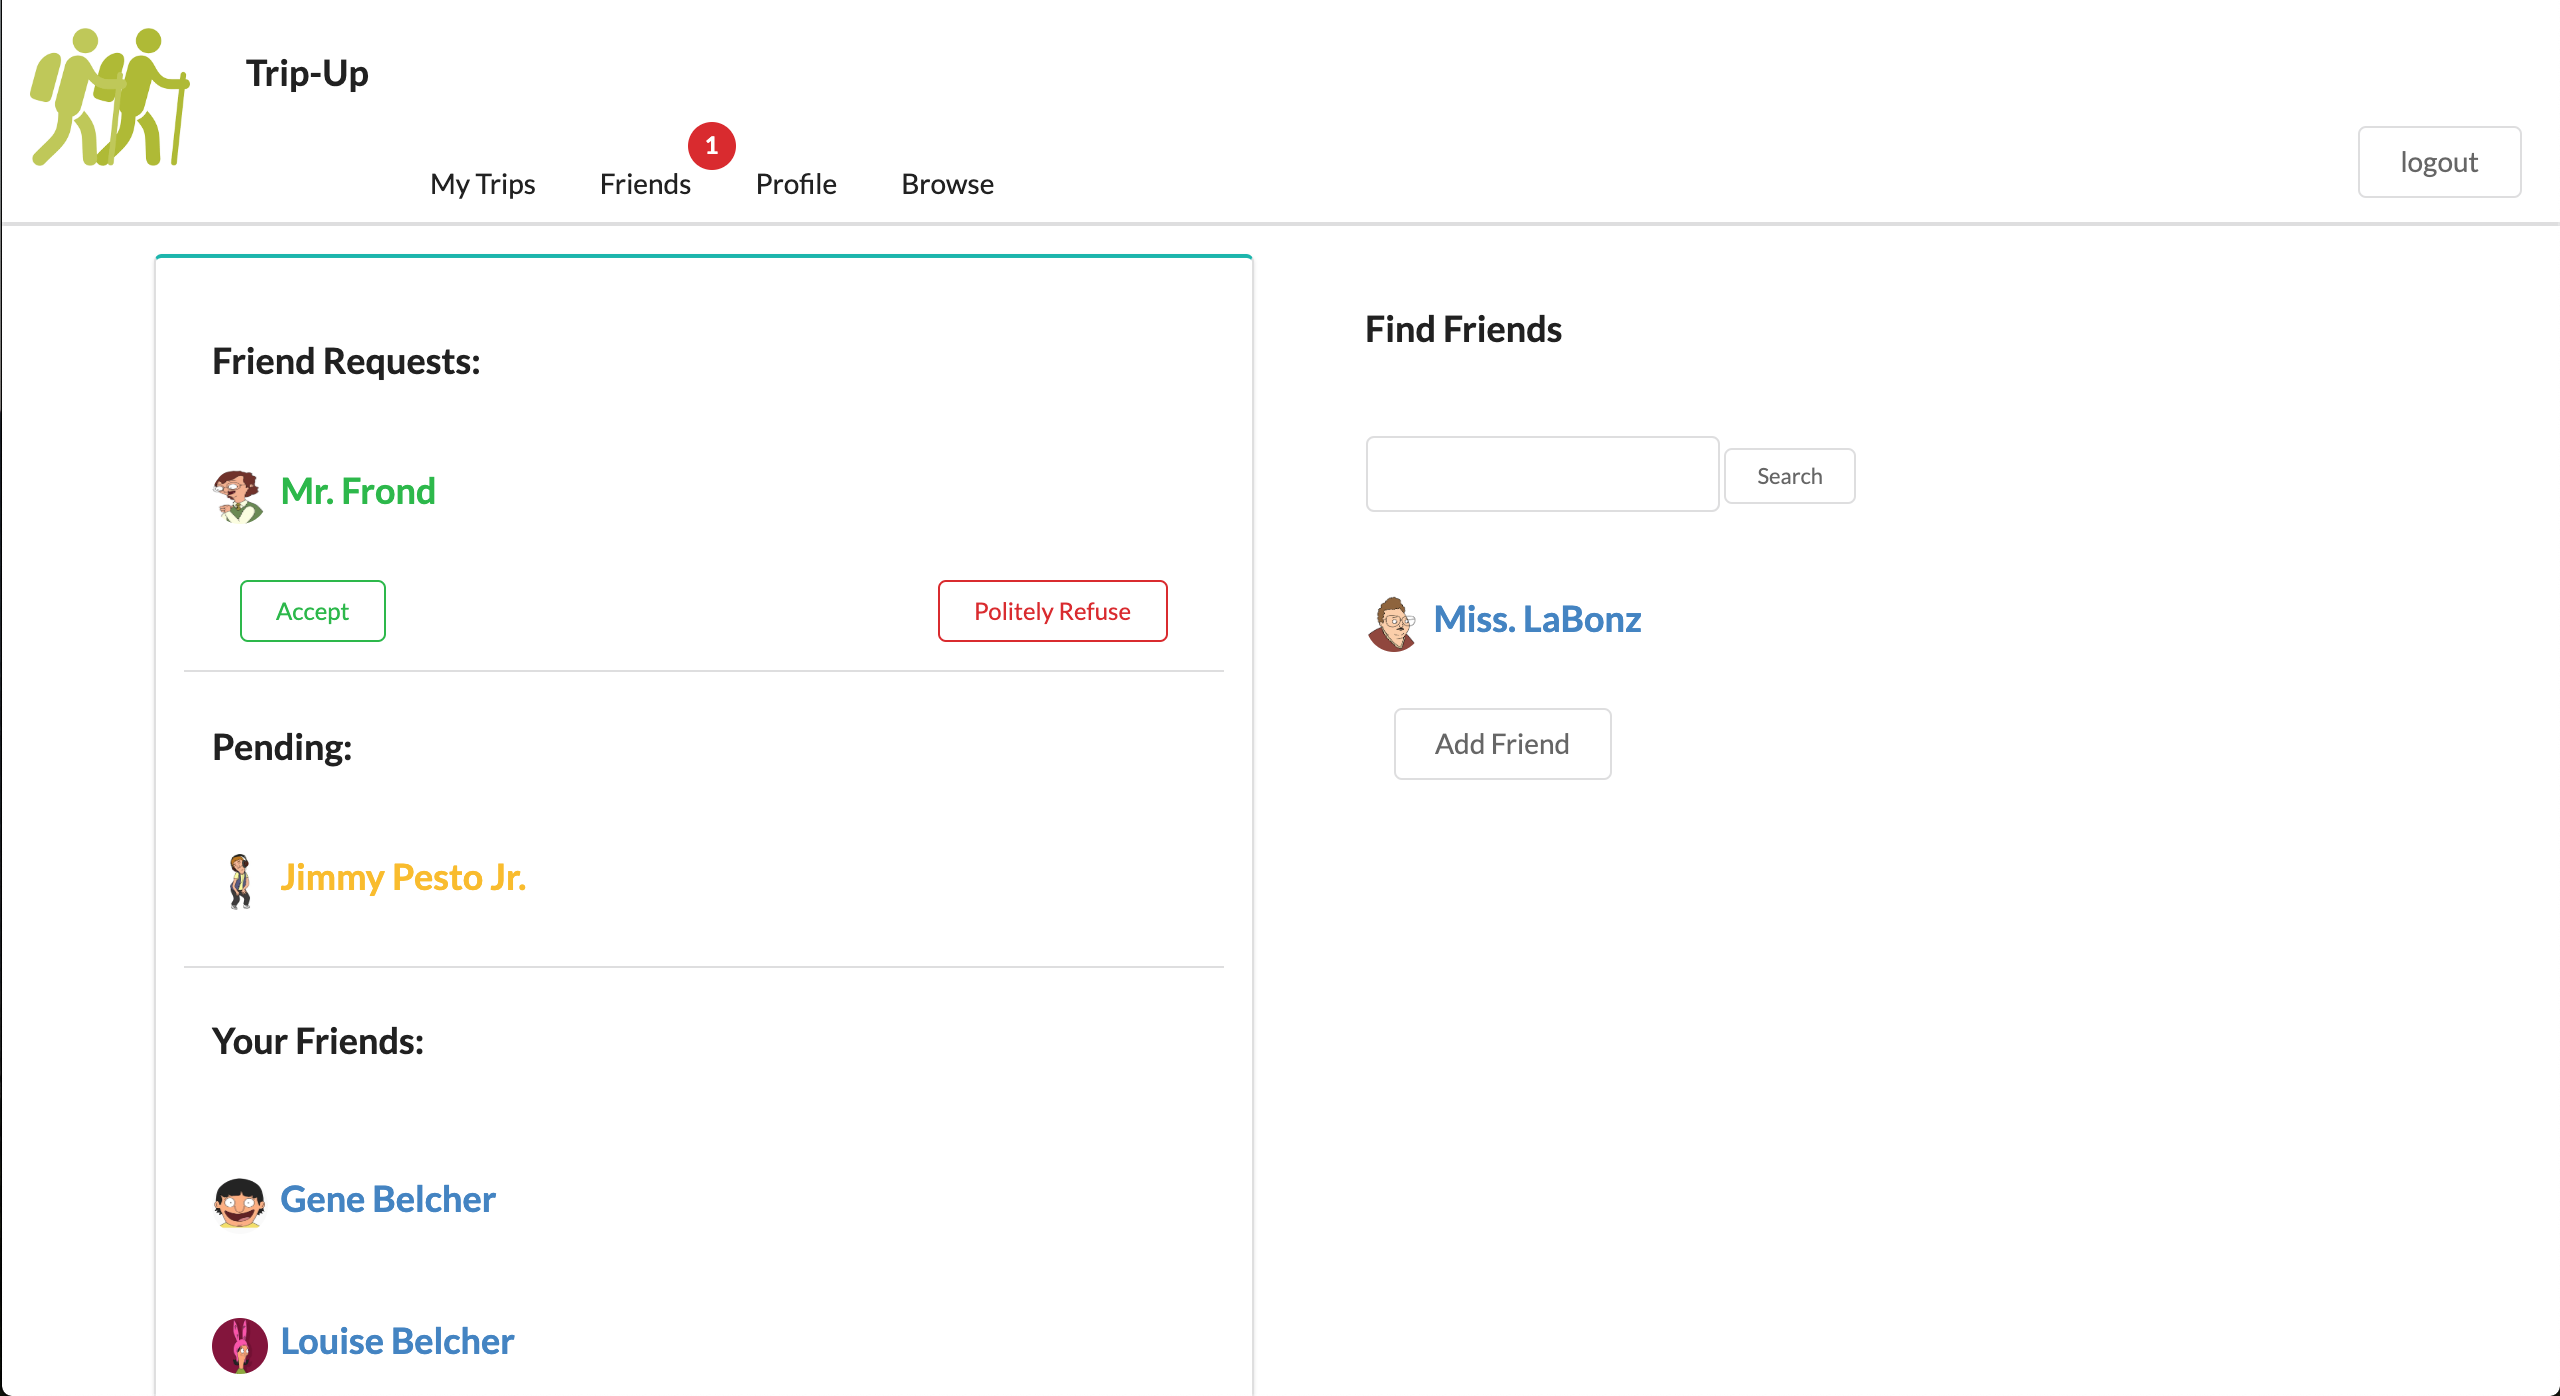 Trip-Up
1
My Trips Friends Profile Browse
logout
Friend Requests:
Mr. Frond
Accept Politely Refuse
Pending:
Jimmy Pesto Jr.
Your Friends:
Gene Belcher
Louise Belcher
Find Friends
Search
Miss. LaBonz
Add Friend